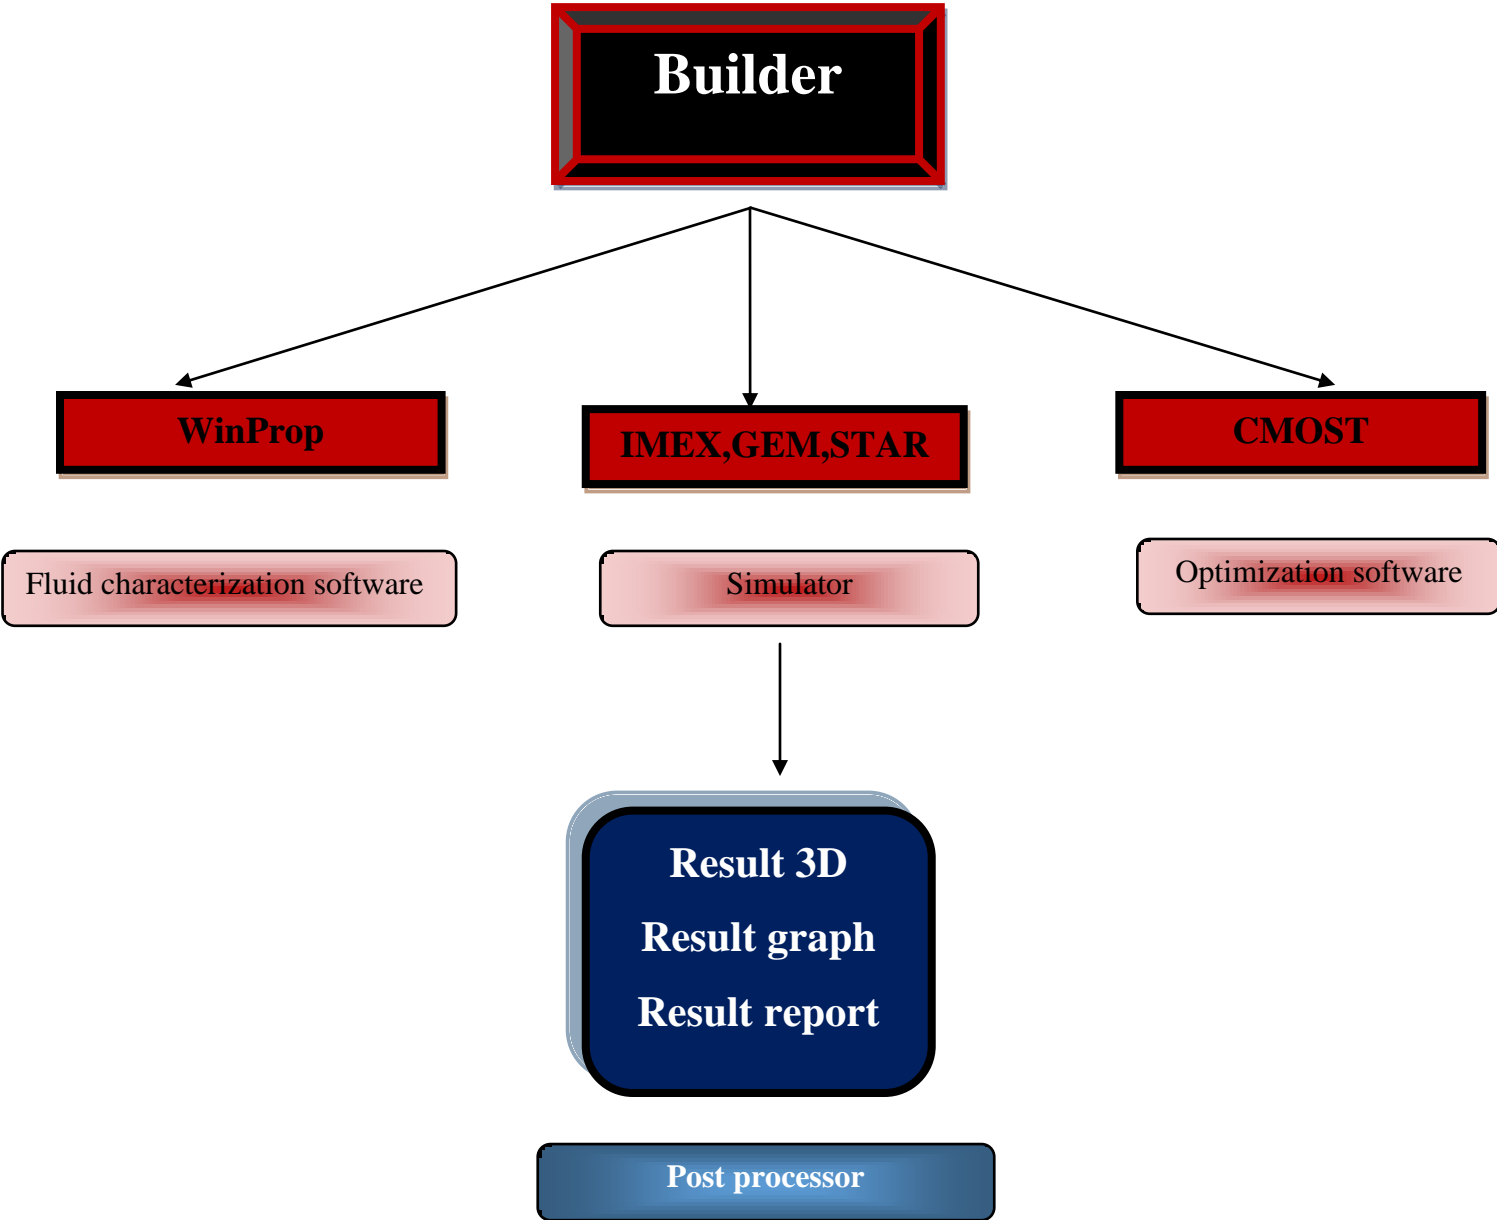 Builder
WinProp
IMEX,GEM,STAR
CMOST
Fluid characterization software
Simulator
Optimization software
Result 3D
Result graph
Result report
Post processor